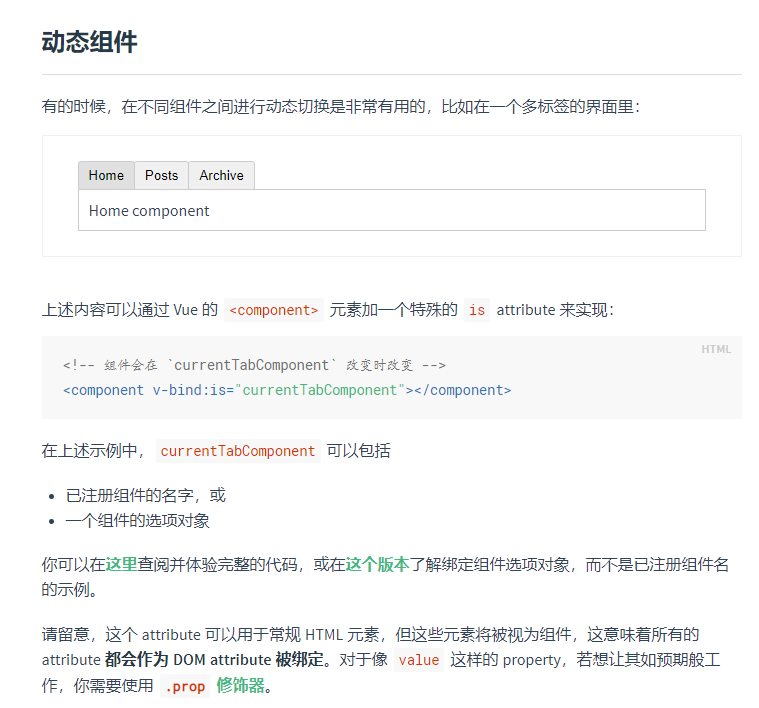 动态组件
有的时候，在不同组件之间进行动态切换是非常有用的，比如在一个多标签的界面里：
Home Posts Archive
Home component
上述内容可以通过 Vue 的 <component> 元素加一个特殊的 is attribute 来实现：
HTML
<!-- 组件会在 `currentTabComponent` 改变时改变 -->
<component v-bind:is="currentTabComponent"></component>
在上述示例中，currentTabComponent 可以包括
• 已注册组件的名字，或
• 一个组件的选项对象
你可以在这里查阅并体验完整的代码，或在这个版本了解绑定组件选项对象，而不是已注册组件名
的示例。
请留意，这个 attribute 可以用于常规 HTML 元素，但这些元素将被视为组件，这意味着所有的
attribute 都会作为 DOM attribute 被绑定。对于像 value 这样的 property，若想让其如预期般工
作，你需要使用 .prop 修饰器。